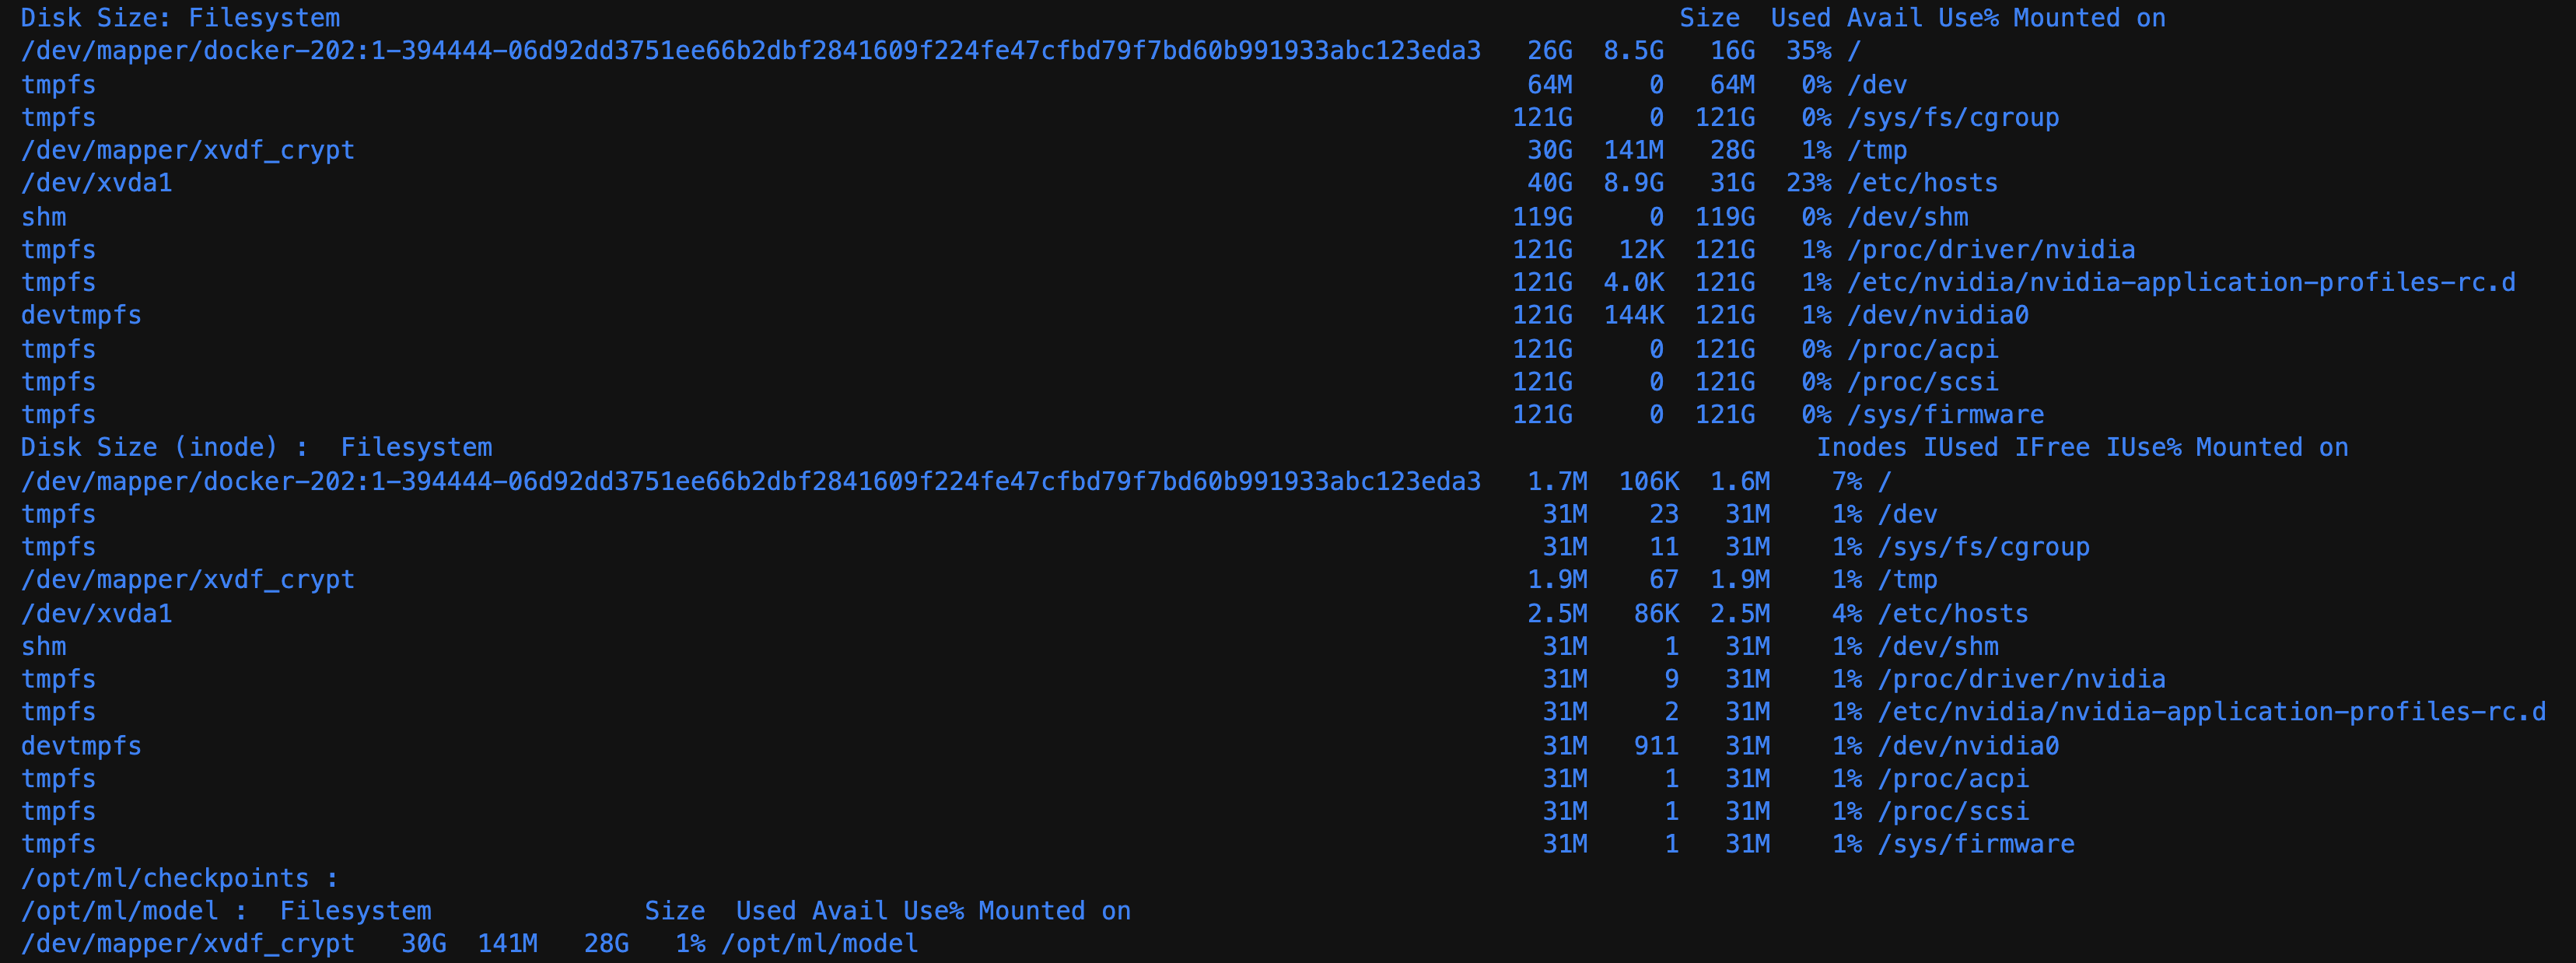 Disk Size: Filesystem Size Used Avail Use% Mounted on
/dev/mapper/docker-202:1-394444-06d92dd3751ee66b2dbf2841609f224fe47cfbd79f7bd60b991933abc123eda3 26G 8.5G 16G 35% /
tmpfs 64M 0 64M 0% /dev
tmpfs 121G 0 121G 0% /sys/fs/cgroup
/dev/mapper/xvdf_crypt 30G 141M 28G 1% /tmp
/dev/xvda1 40G 8.9G 31G 23% /etc/hosts
shm 119G 0 119G 0% /dev/shm
tmpfs 121G 12K 121G 1% /proc/driver/nvidia
tmpfs 121G 4.0K 121G 1% /etc/nvidia/nvidia-application-profiles-rc.d
devtmpfs 121G 144K 121G 1% /dev/nvidia0
tmpfs 121G 0 121G 0% /proc/acpi
tmpfs 121G 0 121G 0% /proc/scsi
tmpfs 121G 0 121G 0% /sys/firmware
Disk Size (inode) : Filesystem Inodes IUsed IFree IUse% Mounted on
/dev/mapper/docker-202:1-394444-06d92dd3751ee66b2dbf2841609f224fe47cfbd79f7bd60b991933abc123eda3 1.7M 106K 1.6M 7% /
tmpfs 31M 23 31M 1% /dev
tmpfs 31M 11 31M 1% /sys/fs/cgroup
/dev/mapper/xvdf_crypt 1.9M 67 1.9M 1% /tmp
/dev/xvda1 2.5M 86K 2.5M 4% /etc/hosts
shm 31M 1 31M 1% /dev/shm
tmpfs 31M 9 31M 1% /proc/driver/nvidia
tmpfs 31M 2 31M 1% /etc/nvidia/nvidia-application-profiles-rc.d
devtmpfs 31M 911 31M 1% /dev/nvidia0
tmpfs 31M 1 31M 1% /proc/acpi
tmpfs 31M 1 31M 1% /proc/scsi
tmpfs 31M 1 31M 1% /sys/firmware
/opt/ml/checkpoints :
/opt/ml/model : Filesystem Size Used Avail Use% Mounted on
/dev/mapper/xvdf_crypt 30G 141M 28G 1% /opt/ml/model